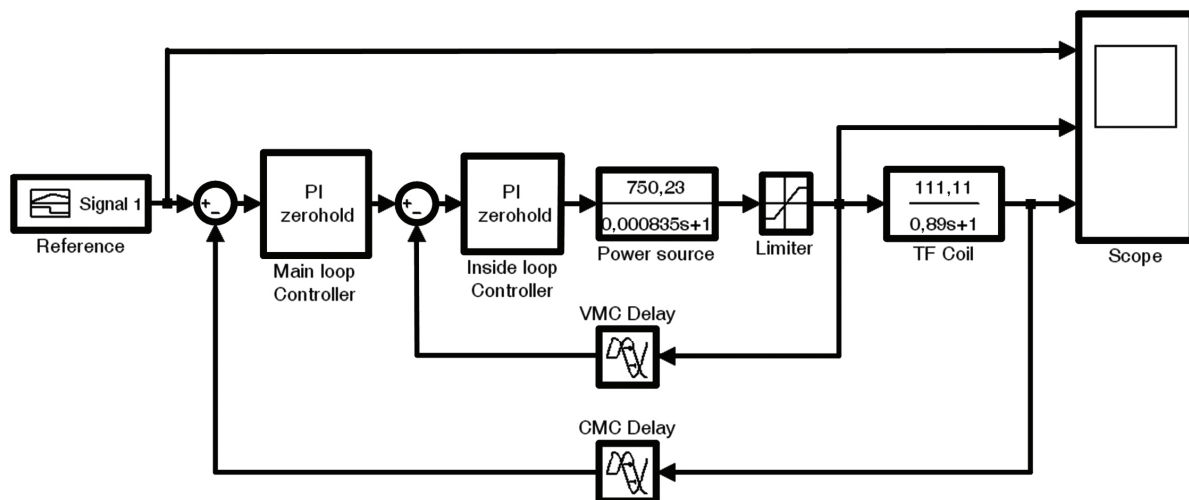 Signal 1
Reference
+
−
PI
zerohold
Main loop
Controller
+
−
PI
zerohold
Inside loop
Controller
750,23
0,000835s+1
Power source
Limiter
111,11
0,89s+1
TF Coil
Scope
VMC Delay
CMC Delay